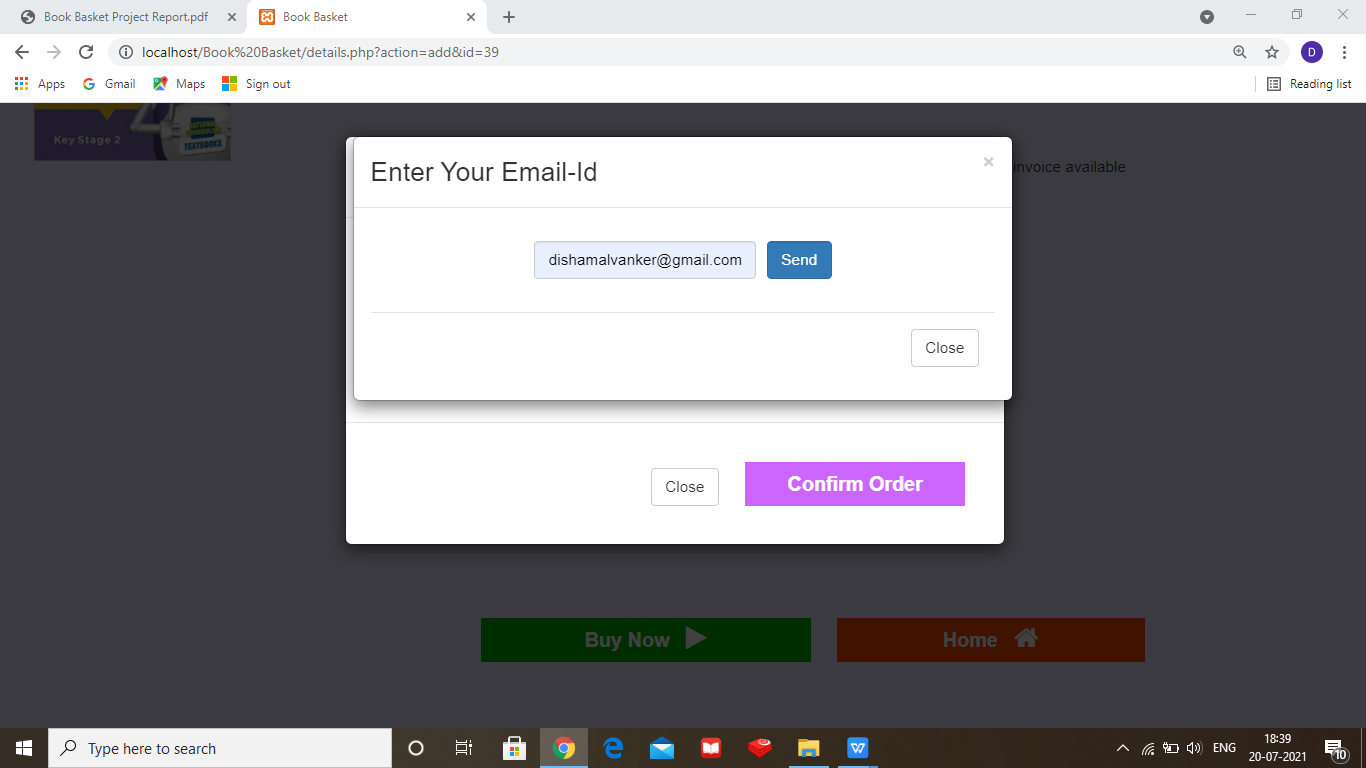 Book Basket Project Report.pdf
Book Basket
localhost/Book%20Basket/details.php?action=add&id=39
D
Apps
Gmail
Maps
Sign out
Reading list
Key Stage 2
NATIONAL
CURRICULUM
TEXTBOOKS
invoice available
Enter Your Email-Id
×
dishamalvanker@gmail.com
Send
Close
Close
Confirm Order
Buy Now
Home
Type here to search
ENG
18:39
20-07-2021
10